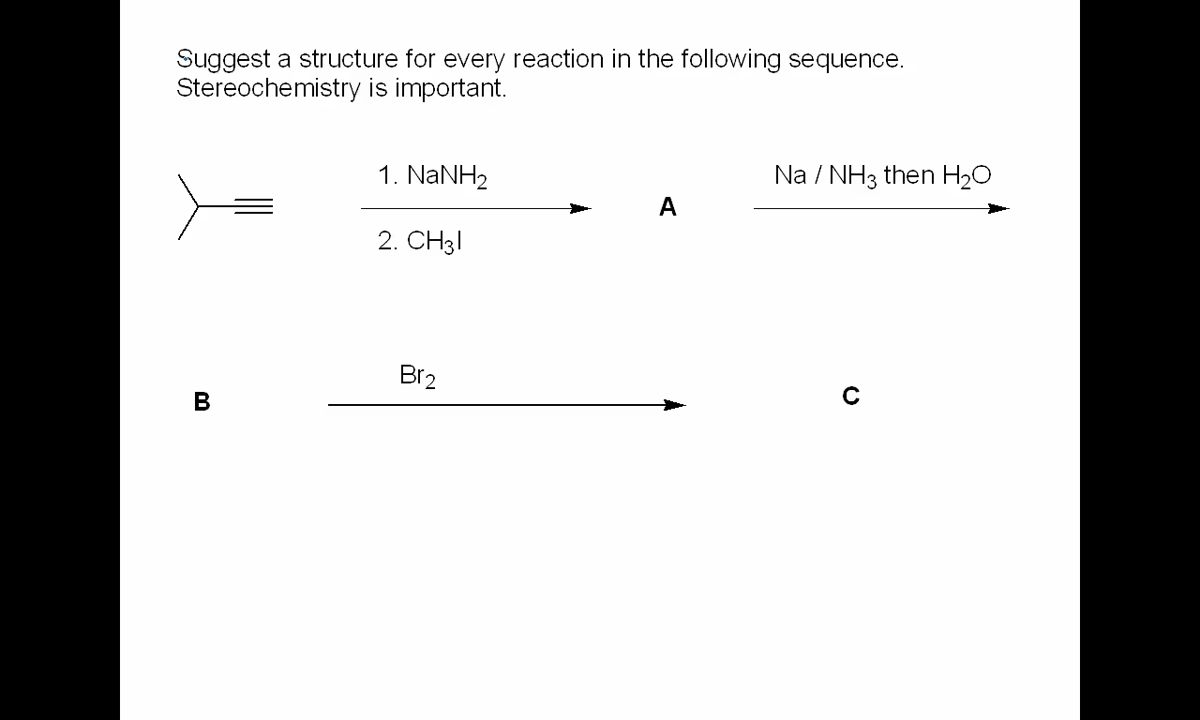 Suggest a structure for every reaction in the following sequence.
Stereochemistry is important.
1. NaNH2
2. CH3I
A
Na / NH3 then H2O
B
Br2
C